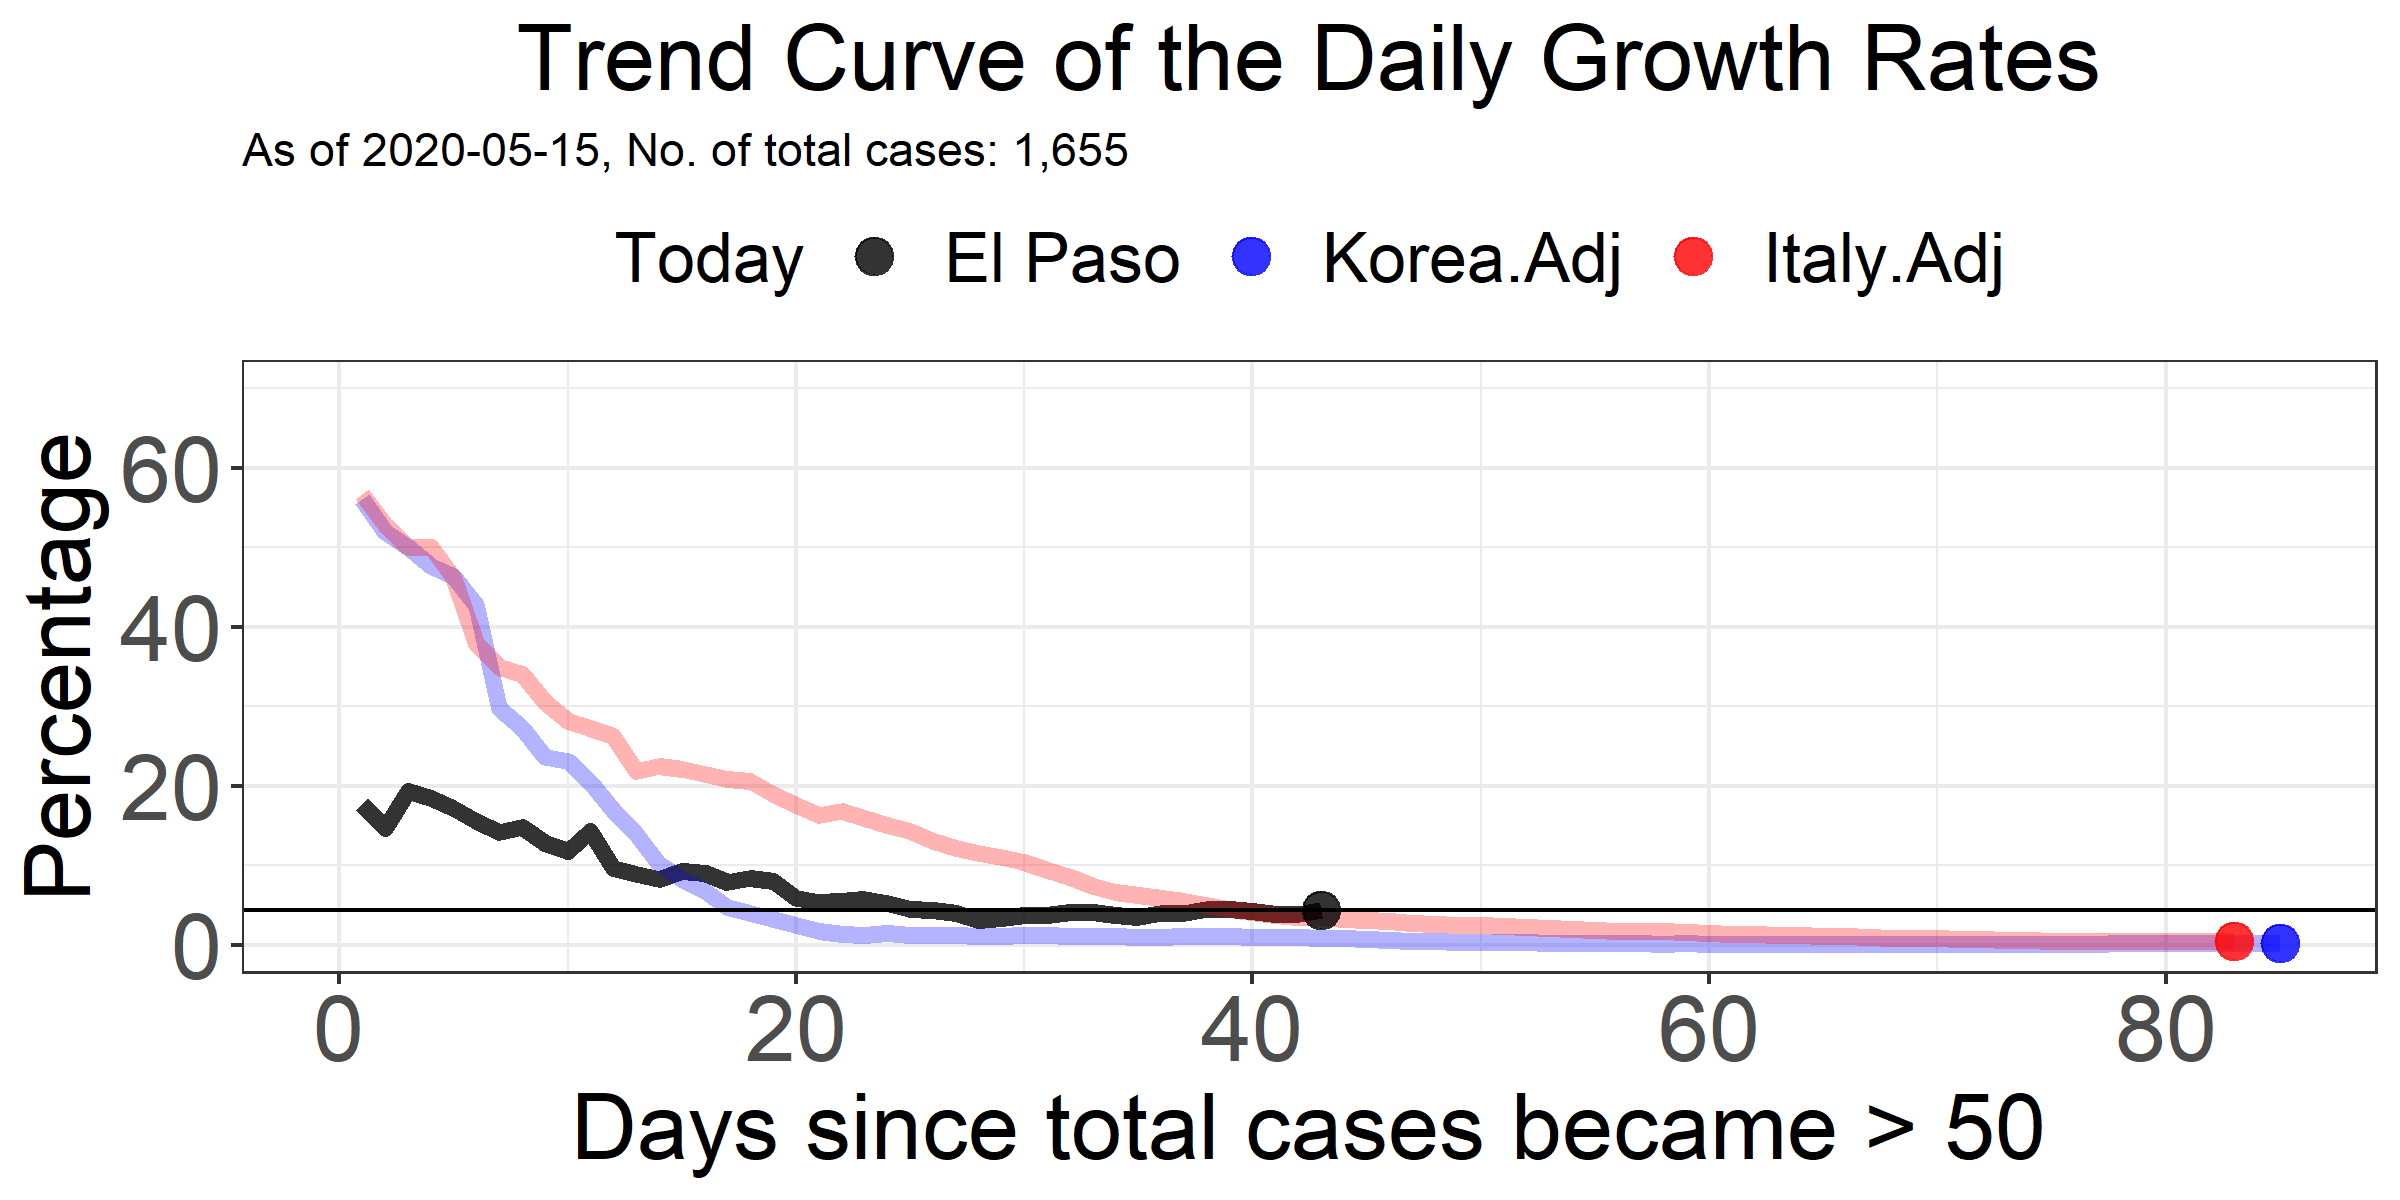 Trend Curve of the Daily Growth Rates
As of 2020-05-15, No. of total cases: 1,655
Today El Paso Korea.Adj Italy.Adj
Percentage
60
40
20
0
0 20 40 60 80
Days since total cases became > 50